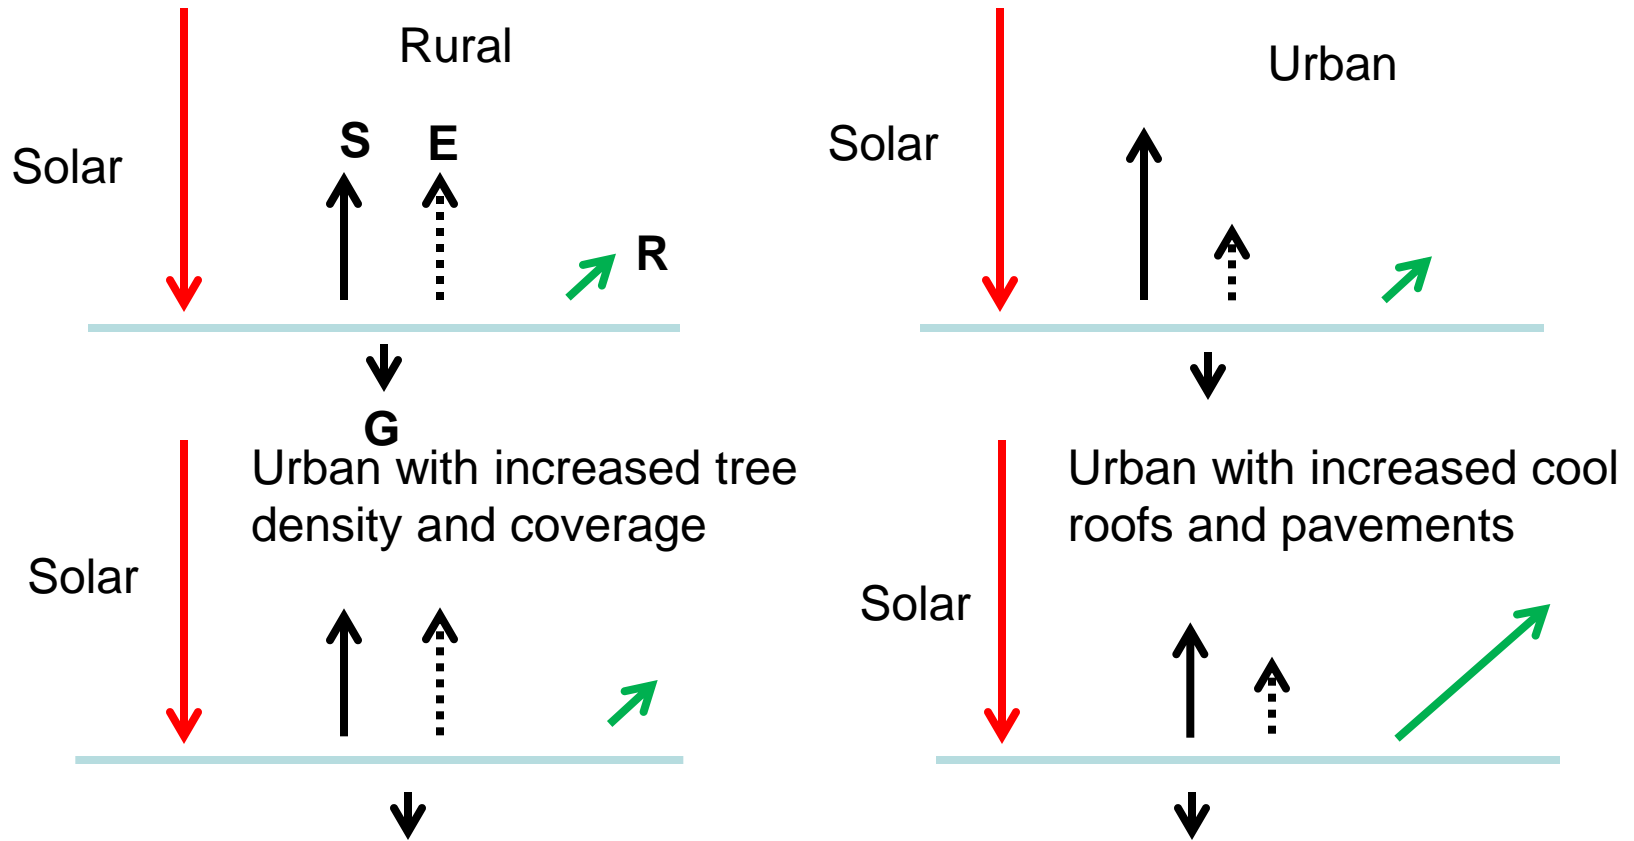 Rural
Solar
S
E
R
G
Urban
Solar
Urban with increased tree
density and coverage
Solar
Urban with increased cool
roofs and pavements
Solar